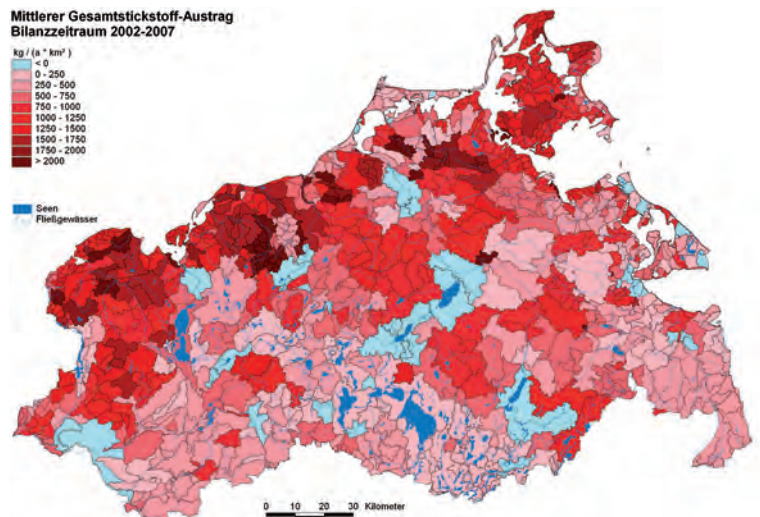 Mittlerer Gesamtstickstoff-Austrag
Bilanzzeitraum 2002-2007
kg / (a * km²)
< 0
0 - 250
250 - 500
500 - 750
750 - 1000
1000 - 1250
1250 - 1500
1500 - 1750
1750 - 2000
> 2000
Seen
Fließgewässer
0 10 20 30 Kilometer